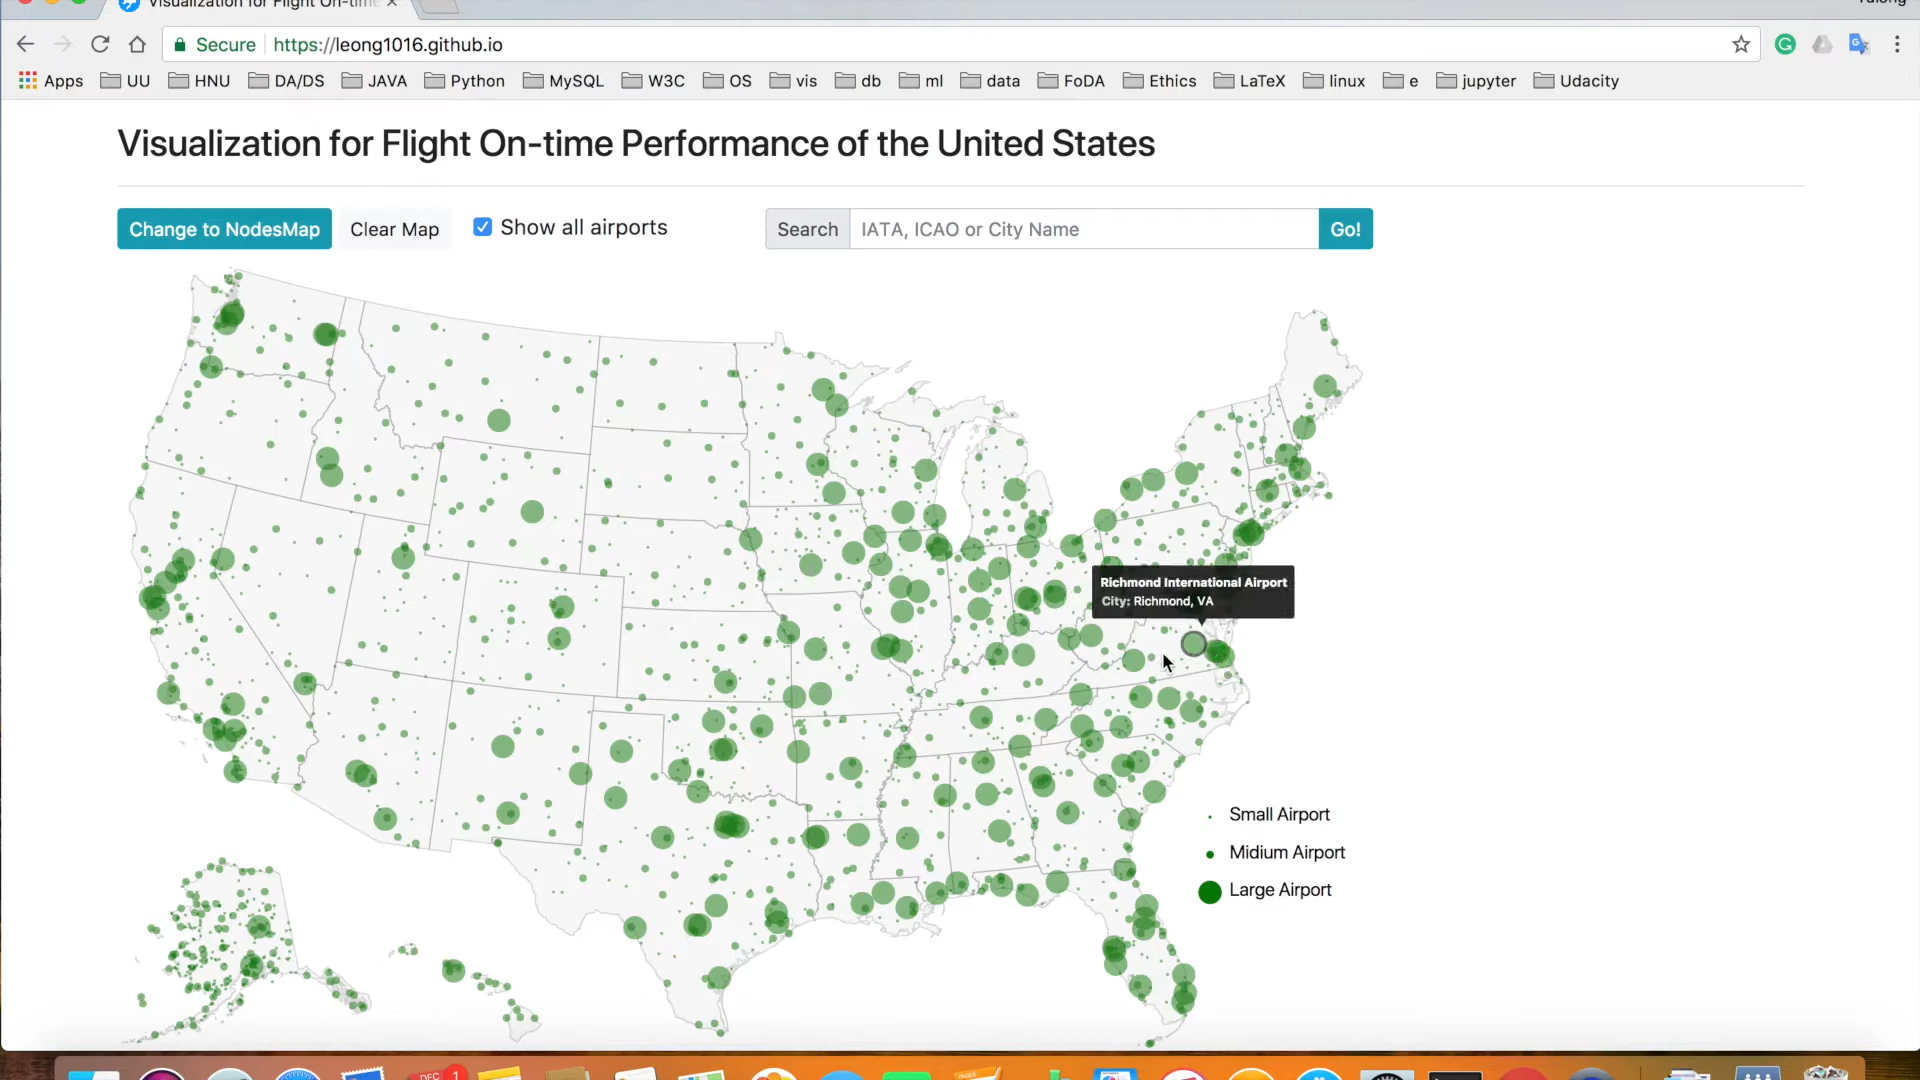 Visualization for Flight On-time
Secure https://leong1016.github.io
Apps UU HNU DA/DS JAVA Python MySQL W3C OS vis db ml data FoDA Ethics LaTeX linux e jupyter Udacity
Visualization for Flight On-time Performance of the United States
Change to NodesMap Clear Map Show all airports Search IATA, ICAO or City Name Go!
Richmond International Airport
City: Richmond, VA
Small Airport
Midium Airport
Large Airport
DEC 1